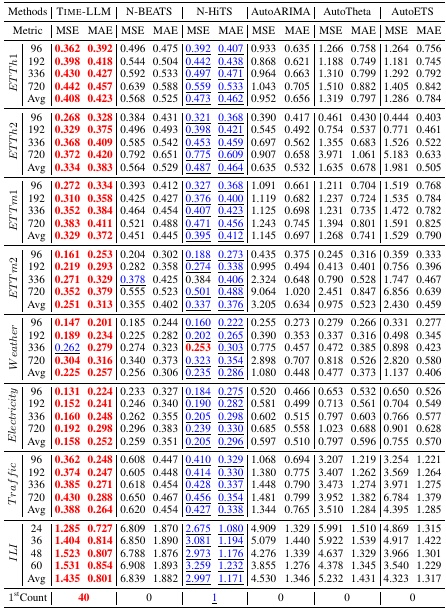 Methods TIME-LLM N-BEATS N-HiTS AutoARIMA AutoTheta AutoETS
Metric MSE MAE MSE MAE MSE MAE MSE MAE MSE MAE MSE MAE
ETTh1
96 0.362 0.392 0.496 0.475 0.392 0.407 0.933 0.635 1.266 0.758 1.264 0.756
192 0.398 0.418 0.544 0.504 0.442 0.438 0.868 0.621 1.188 0.749 1.181 0.745
336 0.430 0.427 0.592 0.533 0.497 0.471 0.964 0.663 1.310 0.799 1.292 0.792
720 0.442 0.457 0.639 0.588 0.559 0.533 1.043 0.705 1.510 0.882 1.405 0.842
Avg 0.408 0.423 0.568 0.525 0.473 0.462 0.952 0.656 1.319 0.797 1.286 0.784
ETTh2
96 0.268 0.328 0.384 0.431 0.321 0.368 0.390 0.417 0.461 0.430 0.444 0.403
192 0.329 0.375 0.496 0.493 0.398 0.421 0.545 0.492 0.754 0.537 0.771 0.461
336 0.368 0.409 0.585 0.542 0.453 0.459 0.697 0.562 1.355 0.683 1.526 0.522
720 0.372 0.420 0.792 0.651 0.775 0.609 0.907 0.658 3.971 1.061 5.183 0.633
Avg 0.334 0.383 0.564 0.529 0.487 0.464 0.635 0.532 1.635 0.678 1.981 0.505
ETTm1
96 0.272 0.334 0.393 0.412 0.327 0.368 1.091 0.661 1.211 0.704 1.519 0.768
192 0.310 0.358 0.425 0.427 0.376 0.400 1.119 0.682 1.237 0.724 1.535 0.784
336 0.352 0.384 0.464 0.454 0.407 0.423 1.125 0.698 1.231 0.735 1.472 0.782
720 0.383 0.411 0.521 0.488 0.471 0.456 1.243 0.745 1.394 0.801 1.591 0.825
Avg 0.329 0.372 0.451 0.445 0.395 0.412 1.145 0.697 1.268 0.741 1.529 0.790
ETTm2
96 0.161 0.253 0.204 0.302 0.188 0.273 0.435 0.375 0.245 0.316 0.359 0.333
192 0.219 0.293 0.282 0.358 0.274 0.338 0.995 0.494 0.413 0.401 0.756 0.396
336 0.271 0.329 0.378 0.425 0.384 0.406 2.324 0.648 0.790 0.528 1.747 0.467
720 0.352 0.379 0.555 0.523 0.501 0.488 9.064 1.020 2.451 0.847 6.856 0.639
Avg 0.251 0.313 0.355 0.402 0.337 0.376 3.205 0.634 0.975 0.523 2.430 0.459
Weather
96 0.147 0.201 0.185 0.244 0.160 0.222 0.255 0.273 0.279 0.266 0.331 0.277
192 0.189 0.234 0.225 0.282 0.202 0.265 0.390 0.353 0.337 0.316 0.498 0.345
336 0.262 0.279 0.274 0.323 0.253 0.303 0.775 0.457 0.472 0.385 0.898 0.423
720 0.304 0.316 0.340 0.373 0.323 0.354 2.898 0.707 0.818 0.526 2.820 0.580
Avg 0.225 0.257 0.256 0.306 0.235 0.286 1.080 0.448 0.477 0.373 1.137 0.406
Electricity
96 0.131 0.224 0.233 0.327 0.184 0.275 0.520 0.466 0.653 0.532 0.650 0.526
192 0.152 0.241 0.246 0.340 0.190 0.282 0.581 0.499 0.713 0.561 0.704 0.549
336 0.160 0.248 0.262 0.355 0.205 0.298 0.602 0.515 0.797 0.603 0.766 0.577
720 0.192 0.298 0.296 0.383 0.239 0.330 0.685 0.558 1.023 0.688 0.901 0.628
Avg 0.158 0.252 0.259 0.351 0.205 0.296 0.597 0.510 0.797 0.596 0.755 0.570
Traffic
96 0.362 0.248 0.608 0.447 0.410 0.329 1.068 0.694 3.207 1.219 3.254 1.221
192 0.374 0.247 0.605 0.448 0.414 0.330 1.380 0.775 3.407 1.262 3.569 1.264
336 0.385 0.271 0.618 0.454 0.428 0.337 1.448 0.790 3.473 1.274 3.971 1.275
720 0.430 0.288 0.650 0.467 0.456 0.354 1.481 0.799 3.952 1.382 6.784 1.379
Avg 0.388 0.264 0.620 0.454 0.427 0.338 1.344 0.765 3.510 1.284 4.395 1.285
ILI
24 1.285 0.727 6.809 1.870 2.675 1.080 4.909 1.329 5.991 1.510 4.869 1.315
36 1.404 0.814 6.850 1.890 3.081 1.194 5.079 1.440 5.922 1.539 4.917 1.422
48 1.523 0.807 6.788 1.876 2.973 1.176 4.276 1.339 4.637 1.329 3.966 1.301
60 1.531 0.854 6.908 1.893 3.259 1.232 3.855 1.276 4.378 1.345 3.540 1.229
Avg 1.435 0.801 6.839 1.882 2.997 1.171 4.530 1.346 5.232 1.431 4.323 1.317
1stCount 40 0 1 0 0 0